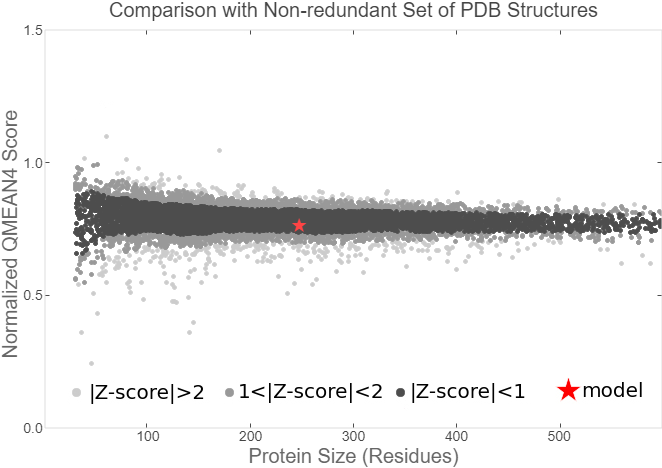 Comparison with Non-redundant Set of PDB Structures
Normalized QMEAN4 Score
1.5
1.0
0.5
0.0
|Z-score|>2
1<|Z-score|<2
|Z-score|<1
model
100
200
300
400
500
Protein Size (Residues)